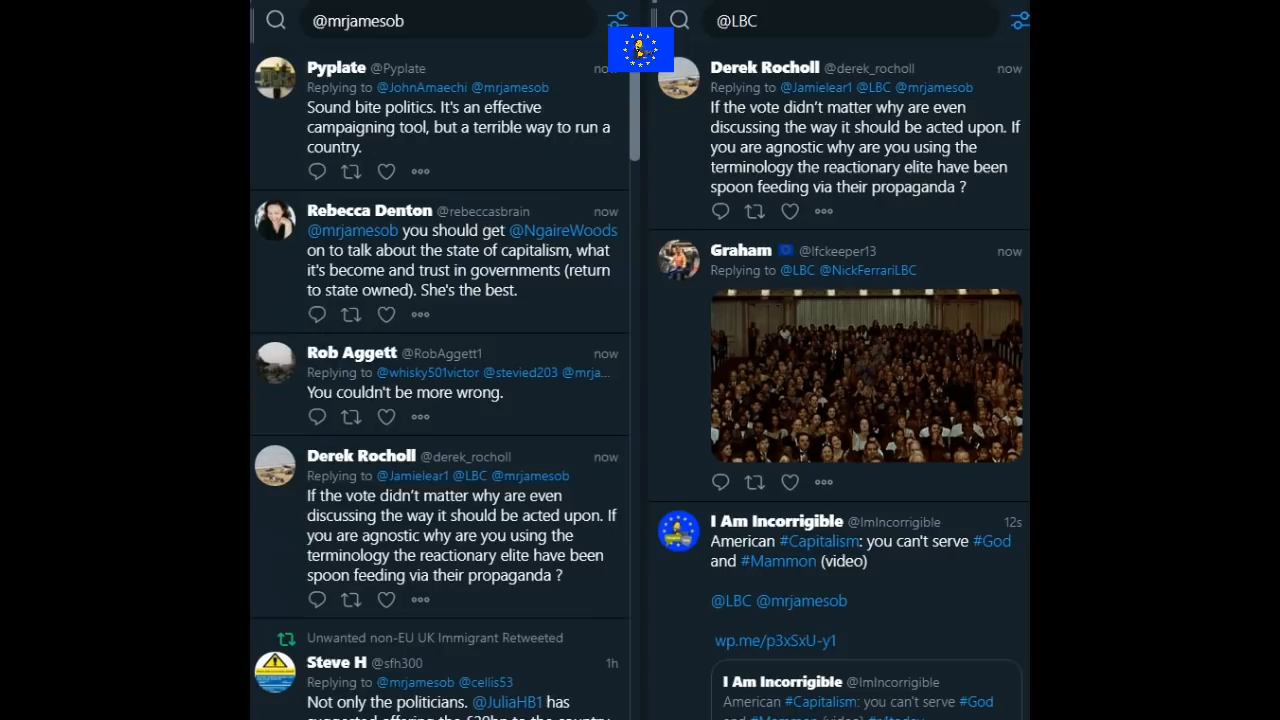 @mrjamesob
Pyplate @Pyplate
Replying to @JohnAmaechi @mrjamesob
Sound bite politics. It's an effective
campaigning tool, but a terrible way to run a
country.
Rebecca Denton @rebeccasbrain now
@mrjamesob you should get @NgaireWoods
on to talk about the state of capitalism, what
it's become and trust in governments (return
to state owned). She's the best.
Rob Aggett @RobAggett1 now
Replying to @whisky501victor @stevied203 @mrja...
You couldn't be more wrong.
Derek Rocholl @derek_rocholl now
Replying to @Jamielear1 @LBC @mrjamesob
If the vote didn’t matter why are even
discussing the way it should be acted upon. If
you are agnostic why are you using the
terminology the reactionary elite have been
spoon feeding via their propaganda ?
Unwanted non-EU UK Immigrant Retweeted
Steve H @sfh300 1h
Replying to @mrjamesob @cellis53
Not only the politicians. @JuliaHB1 has
@LBC
Derek Rocholl @derek_rocholl now
Replying to @Jamielear1 @LBC @mrjamesob
If the vote didn’t matter why are even
discussing the way it should be acted upon. If
you are agnostic why are you using the
terminology the reactionary elite have been
spoon feeding via their propaganda ?
Graham @lfckeeper13 now
Replying to @LBC @NickFerrariLBC
I Am Incorrigible @ImIncorrigible 12s
American #Capitalism: you can't serve #God
and #Mammon (video)
@LBC @mrjamesob
wp.me/p3xSxU-y1
I Am Incorrigible @ImIncorrigible
American #Capitalism: you can't serve #God